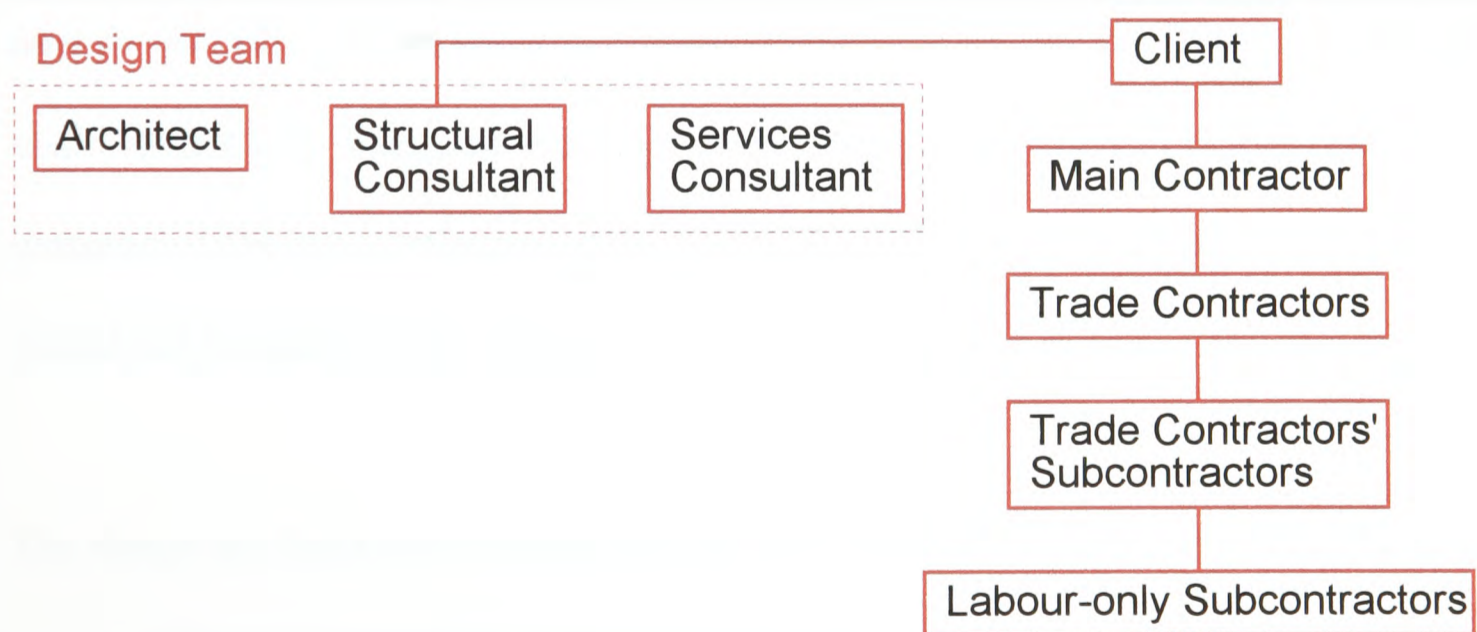 Design Team
Client
Architect
Structural
Consultant
Services
Consultant
Main Contractor
Trade Contractors
Trade Contractors'
Subcontractors
Labour-only Subcontractors